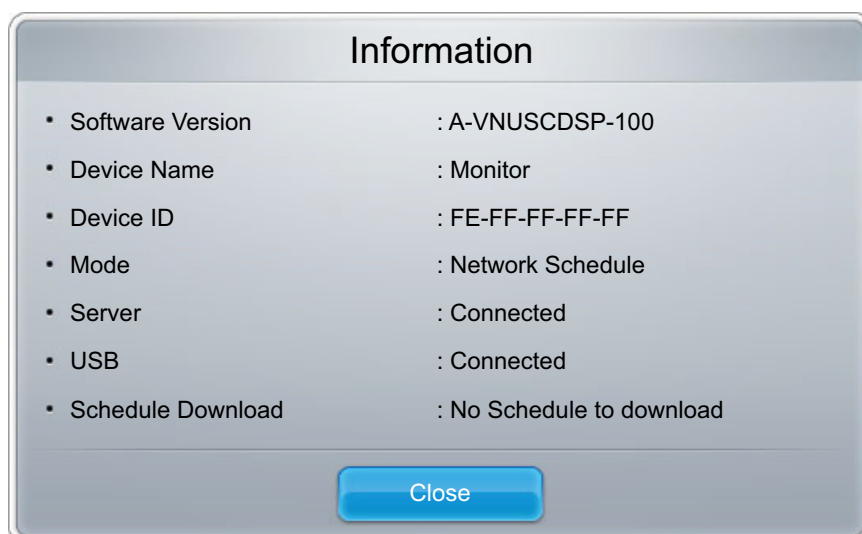 Information
• Software Version : A-VNUSCDSP-100
• Device Name : Monitor
• Device ID : FE-FF-FF-FF-FF
• Mode : Network Schedule
• Server : Connected
• USB : Connected
• Schedule Download : No Schedule to download
Close